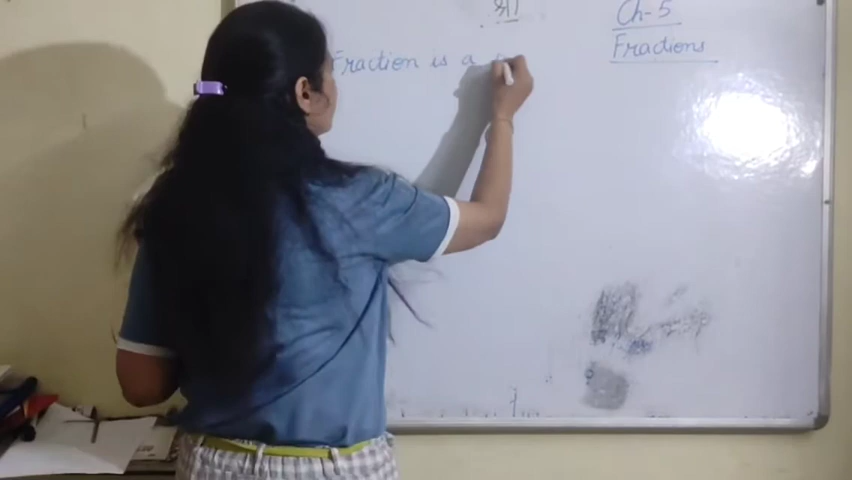 श्री
Ch-5
Fractions
Fraction is a